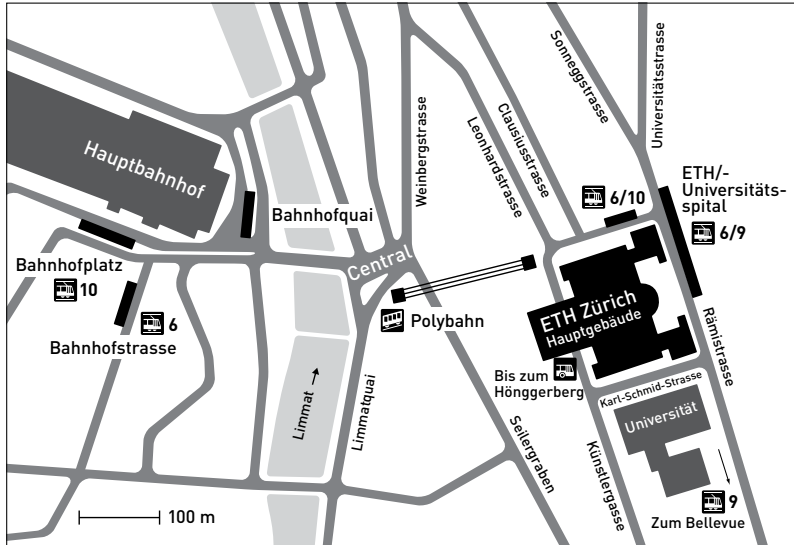 Sonneggstrasse
Universitätsstrasse
Clausiusstrasse
Leonhardstrasse
Weinbergstrasse
Hauptbahnhof
ETH/-
Universitäts-
spital
6/9
6/10
Bahnhofquai
Central
Bahnhofplatz
10
6
Bahnhofstrasse
Polybahn
ETH Zürich
Hauptgebäude
Rämistrasse
Bis zum
Hönggerberg
Karl-Schmid-Strasse
Universität
Limmat
Limmatquai
Seilergraben
Künstlergasse
9
Zum Bellevue
100 m